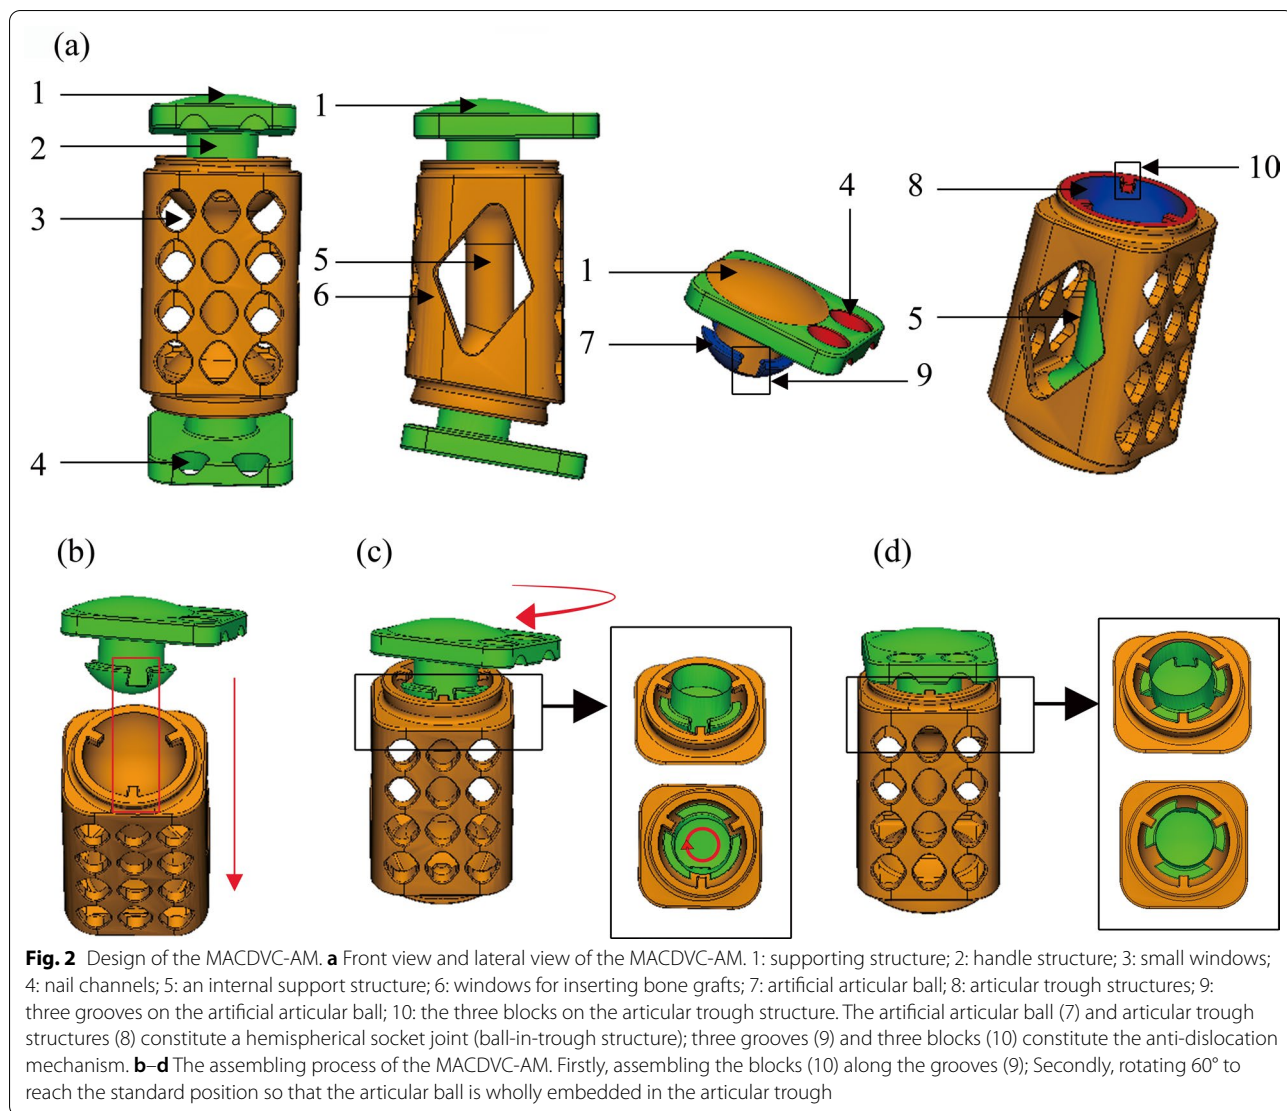 (a)
1
1
2
4
8
10
3
5
1
6
5
7
9
4
(b)
(c)
(d)
Fig. 2 Design of the MACDVC-AM. a Front view and lateral view of the MACDVC-AM. 1: supporting structure; 2: handle structure; 3: small windows;
4: nail channels; 5: an internal support structure; 6: windows for inserting bone grafts; 7: artificial articular ball; 8: articular trough structures; 9:
three grooves on the artificial articular ball; 10: the three blocks on the articular trough structure. The artificial articular ball (7) and articular trough
structures (8) constitute a hemispherical socket joint (ball-in-trough structure); three grooves (9) and three blocks (10) constitute the anti-dislocation
mechanism. b–d The assembling process of the MACDVC-AM. Firstly, assembling the blocks (10) along the grooves (9); Secondly, rotating 60° to
reach the standard position so that the articular ball is wholly embedded in the articular trough